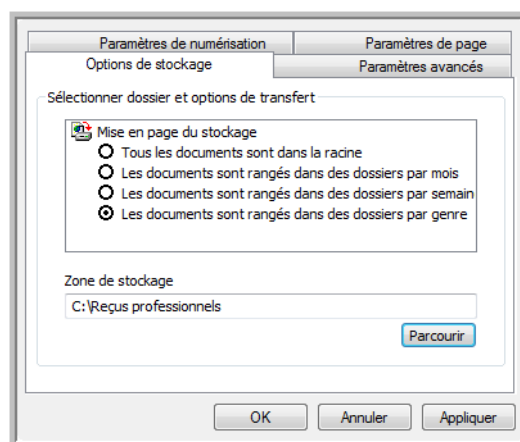 Paramètres de numérisation Paramètres de page
Options de stockage Paramètres avancés
Sélectionner dossier et options de transfert
Mise en page du stockage
Tous les documents sont dans la racine
Les documents sont rangés dans des dossiers par mois
Les documents sont rangés dans des dossiers par semain
Les documents sont rangés dans des dossiers par genre
Zone de stockage
C:\Reçus professionnels
Parcourir
OK Annuler Appliquer